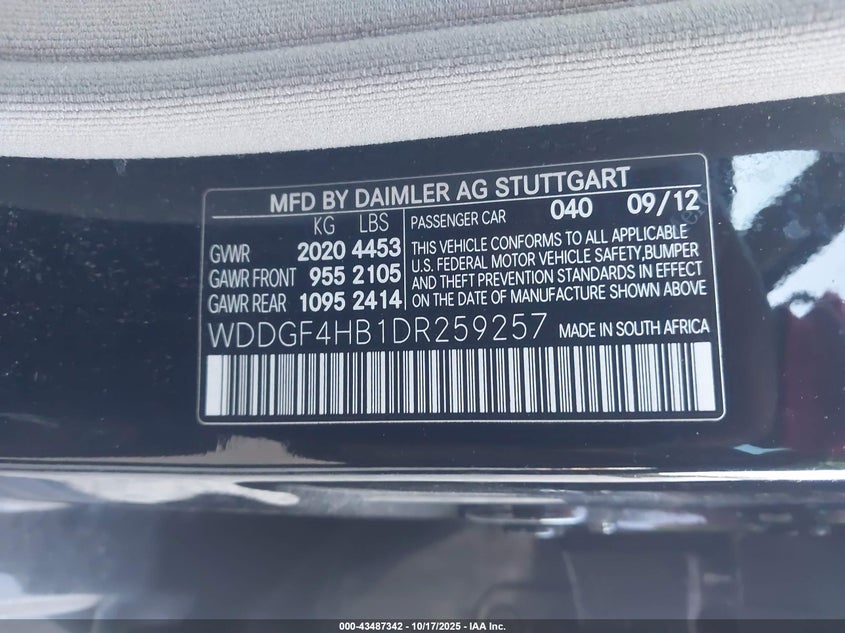 MFD BY DAIMLER AG STUTTGART
KG LBS
GVWR 2020 4453
GAWR FRONT 955 2105
GAWR REAR 1095 2414
PASSENGER CAR 040 09/12
THIS VEHICLE CONFORMS TO ALL APPLICABLE
U.S. FEDERAL MOTOR VEHICLE SAFETY,BUMPER
AND THEFT PREVENTION STANDARDS IN EFFECT
ON THE DATE OF MANUFACTURE SHOWN ABOVE
WDDGF4HB1DR259257 MADE IN SOUTH AFRICA
000-43487342 - 10/17/2025 - IAA Inc.